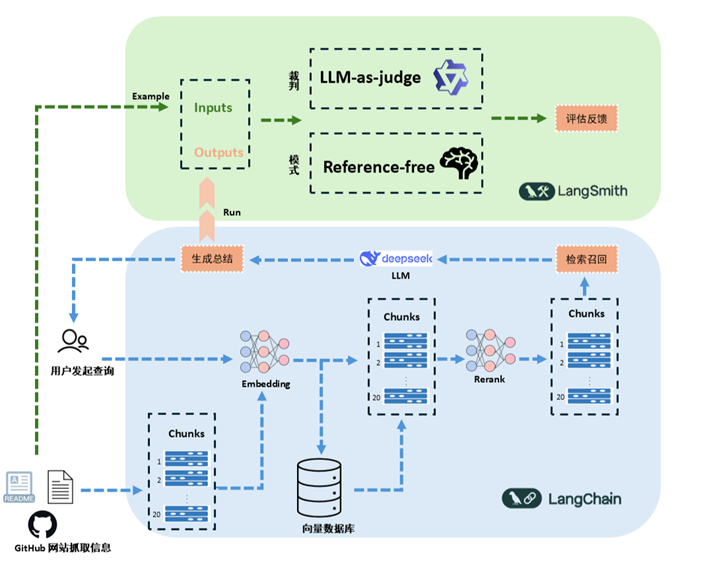 Example
Inputs
Outputs
裁判
LLM-as-judge
模式
Reference-free
评估反馈
LangSmith
Run
生成总结
deepseek
LLM
检索召回
用户发起查询
Embedding
Chunks
1
2
20
Rerank
Chunks
1
2
20
Chunks
1
2
20
向量数据库
LangChain
README
GitHub 网站抓取信息